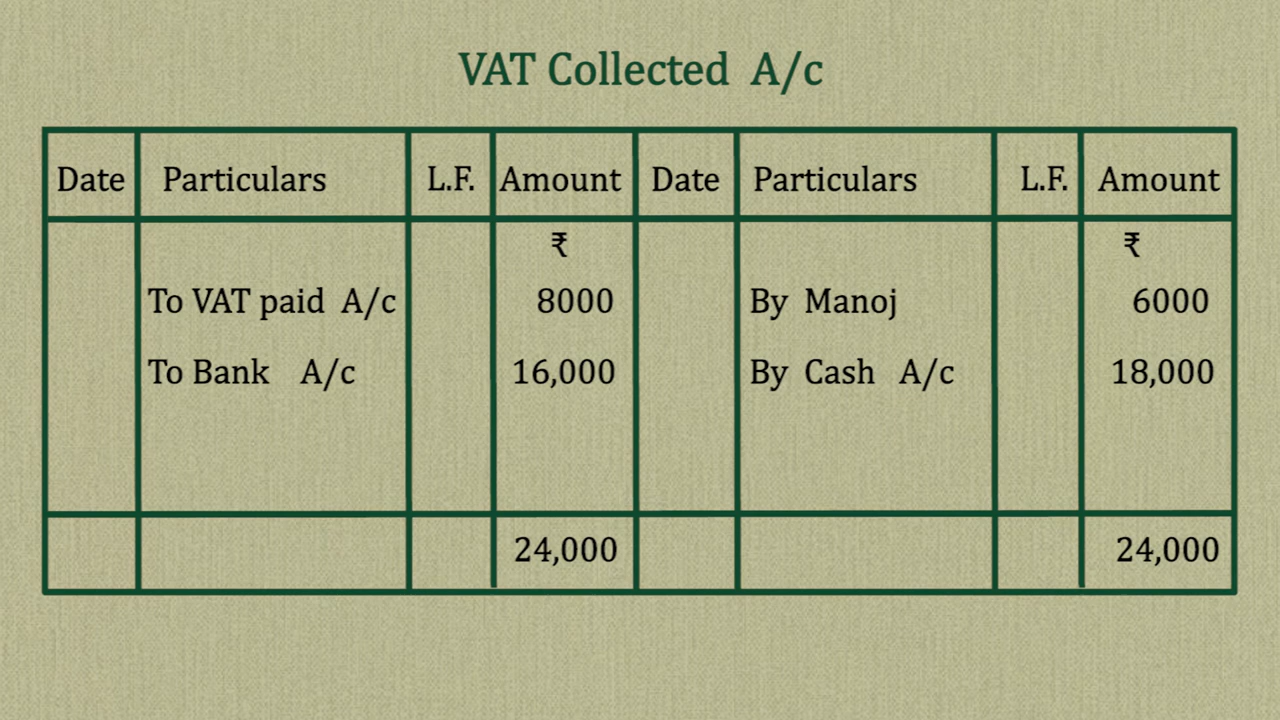 VAT Collected A/c
Date Particulars L.F. Amount Date Particulars L.F. Amount
₹ ₹
To VAT paid A/c 8000 By Manoj 6000
To Bank A/c 16,000 By Cash A/c 18,000
24,000 24,000